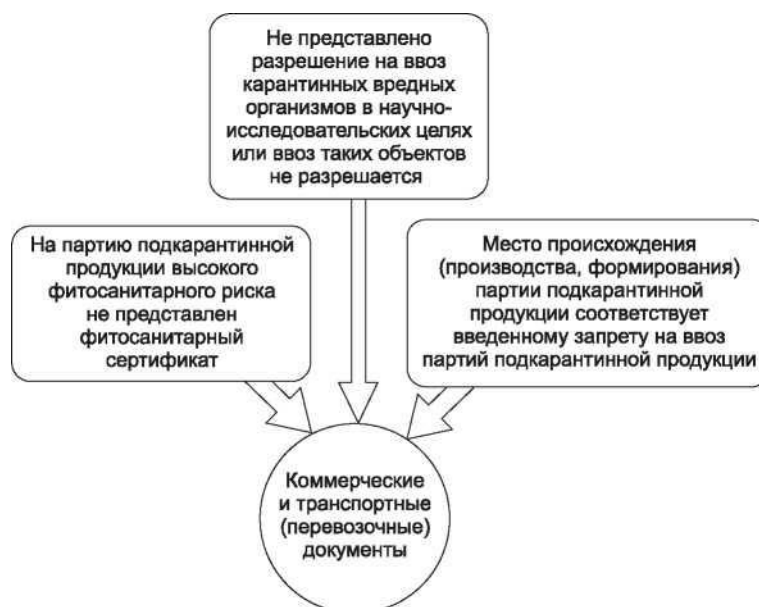 Не представлено
разрешение на ввоз
карантинных вредных
организмов в научно-
исследовательских целях
или ввоз таких объектов
не разрешается
На партию подкарантинной
продукции высокого
фитосанитарного риска
не представлен
фитосанитарный
сертификат
Место происхождения
(производства, формирования)
партии подкарантинной
продукции соответствует
введенному запрету на ввоз
партий подкарантинной продукции
Коммерческие
и транспортные
(перевозочные)
документы